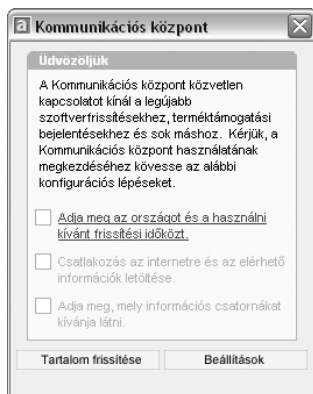 a Kommunikációs központ
Üdvözöljük
A Kommunikációs központ közvetlen
kapcsolatot kínál a legújabb
szoftverfrissítésekhez, terméktámogatási
bejelentésekhez és sok máshoz. Kérjük, a
Kommunikációs központ használatának
megkezdéséhez kövesse az alábbi
konfigurációs lépéseket.
Adja meg az országot és a használni
kívánt frissítési időközt.
Csatlakozás az internetre és az elérhető
információk letöltése.
Adja meg, mely információs csatornákat
kívánja látni.
Tartalom frissítése Beállítások